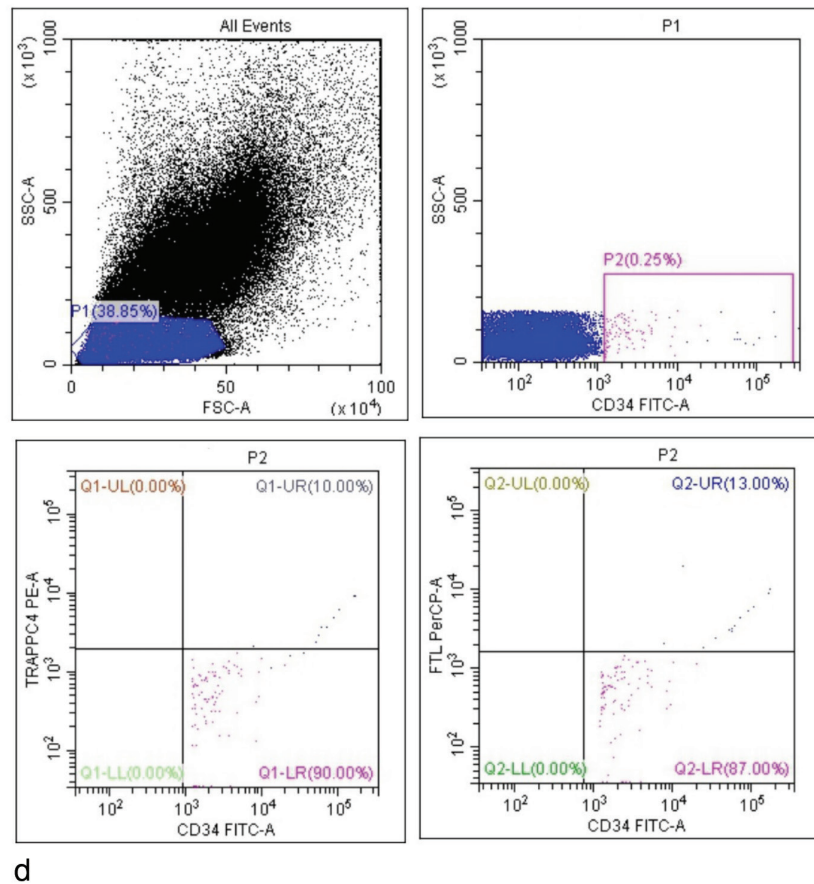 All Events
(x 10³)
1000
SSC-A
500
0
P1(38.85%)
0
50
100
FSC-A
(x 10⁴)
P1
(x 10³)
1000
SSC-A
500
0
P2(0.25%)
10² 10³ 10⁴ 10⁵
CD34 FITC-A
P2
Q1-UL(0.00%) Q1-UR(10.00%)
TRAPPC4 PE-A
10⁵
10⁴
10³
10²
Q1-LL(0.00%) Q1-LR(90.00%)
10² 10³ 10⁴ 10⁵
CD34 FITC-A
P2
Q2-UL(0.00%) Q2-UR(13.00%)
FTL PerCP-A
10⁵
10⁴
10³
10²
Q2-LL(0.00%) Q2-LR(87.00%)
10² 10³ 10⁴ 10⁵
CD34 FITC-A
d